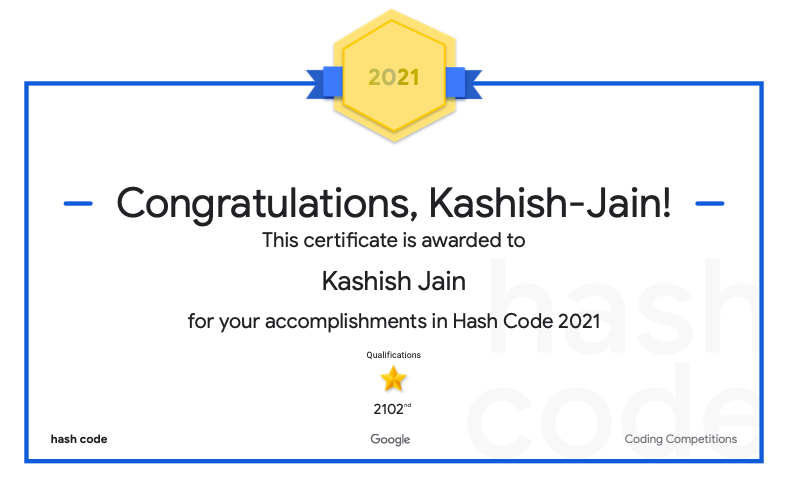 2021
Congratulations, Kashish-Jain!
This certificate is awarded to
Kashish Jain
for your accomplishments in Hash Code 2021
Qualifications
2102nd
hash code
Google
Coding Competitions
hash
code